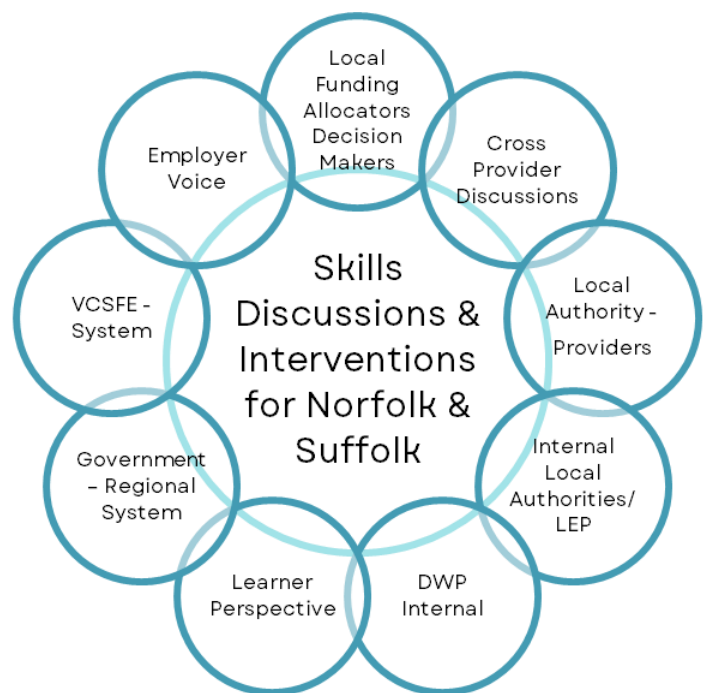 Local
Funding
Allocators
Decision
Makers
Cross
Provider
Discussions
Local
Authority -
Providers
Internal
Local
Authorities/
LEP
DWP
Internal
Learner
Perspective
Government
– Regional
System
VCSFE -
System
Employer
Voice
Skills
Discussions &
Interventions
for Norfolk &
Suffolk